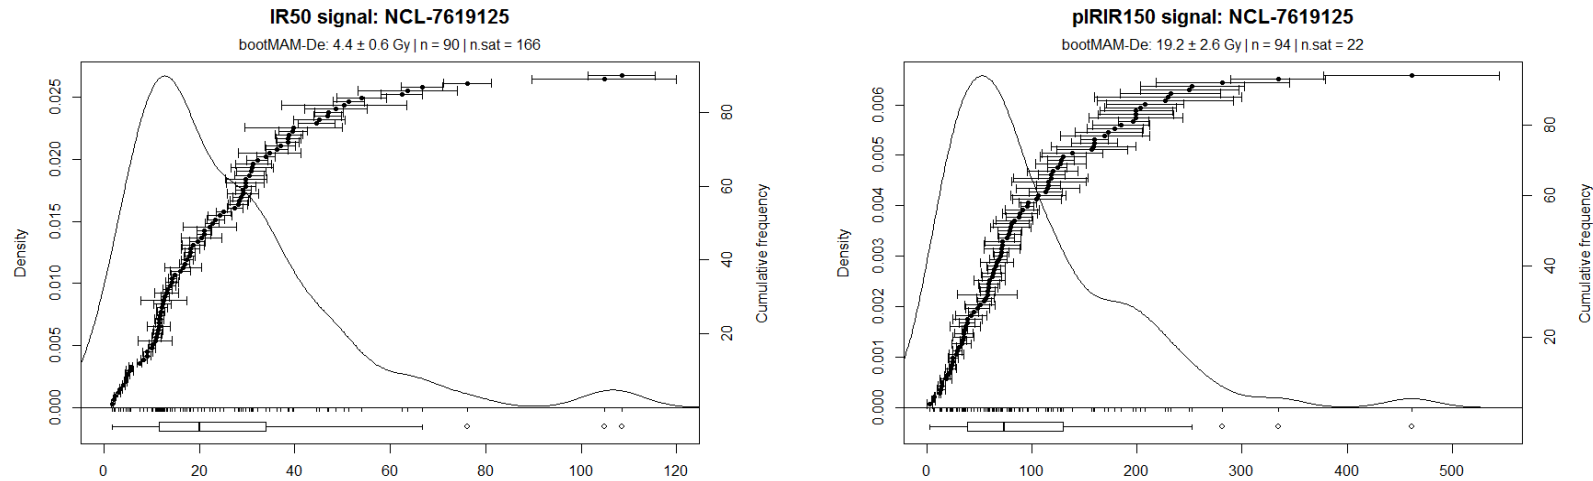 IR50 signal: NCL-7619125
bootMAM-De: 4.4 ± 0.6 Gy | n = 90 | n.sat = 166
Density
0.000 0.005 0.010 0.015 0.020 0.025
20 40 60 80
Cumulative frequency
0 20 40 60 80 100 120
pIRIR150 signal: NCL-7619125
bootMAM-De: 19.2 ± 2.6 Gy | n = 94 | n.sat = 22
Density
0.000 0.001 0.002 0.003 0.004 0.005 0.006
20 40 60 80
Cumulative frequency
0 100 200 300 400 500